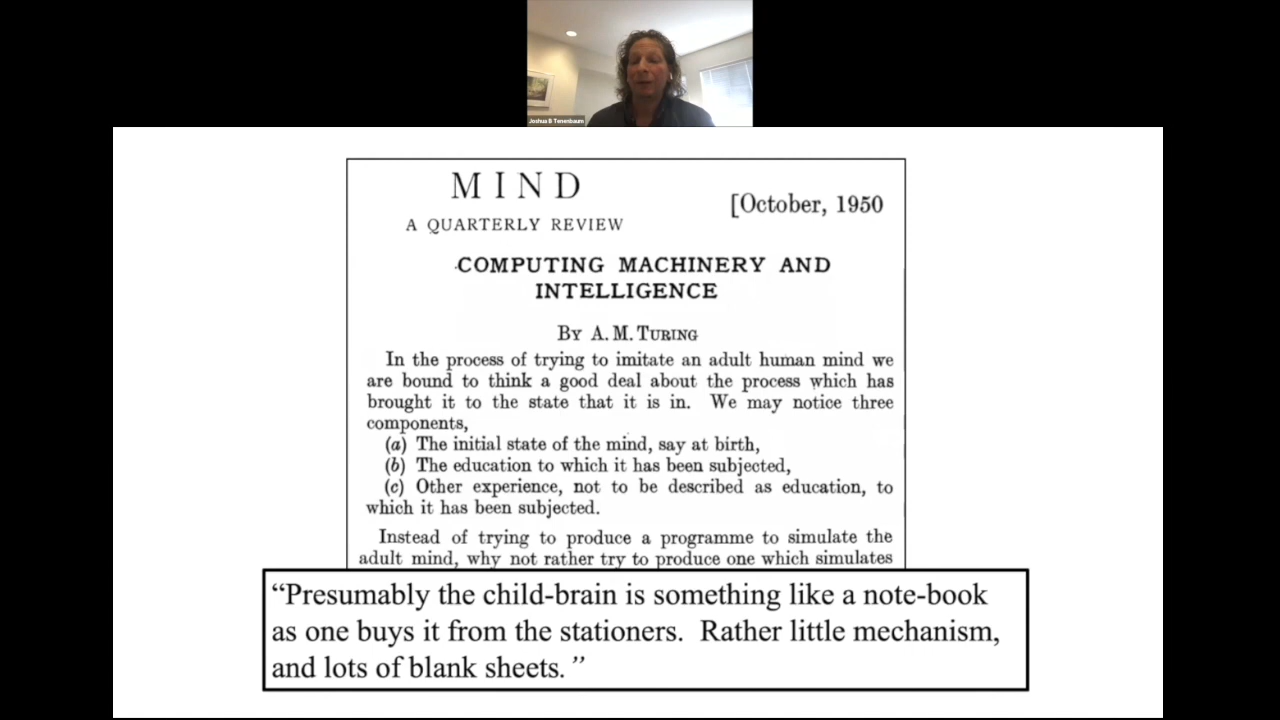 Joshua B Tenenbaum
MIND
[October, 1950
A QUARTERLY REVIEW
COMPUTING MACHINERY AND
INTELLIGENCE
BY A. M. TURING
In the process of trying to imitate an adult human mind we
are bound to think a good deal about the process which has
brought it to the state that it is in. We may notice three
components,
(a) The initial state of the mind, say at birth,
(b) The education to which it has been subjected,
(c) Other experience, not to be described as education, to
which it has been subjected.
Instead of trying to produce a programme to simulate the
adult mind, why not rather try to produce one which simulates
“Presumably the child-brain is something like a note-book
as one buys it from the stationers. Rather little mechanism,
and lots of blank sheets.”